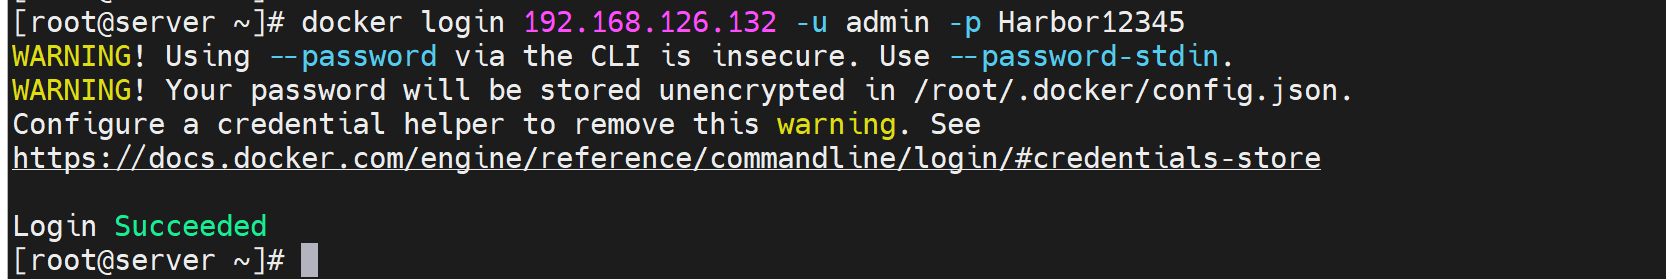 [root@server ~]# docker login 192.168.126.132 -u admin -p Harbor12345
WARNING! Using --password via the CLI is insecure. Use --password-stdin.
WARNING! Your password will be stored unencrypted in /root/.docker/config.json.
Configure a credential helper to remove this warning. See
https://docs.docker.com/engine/reference/commandline/login/#credentials-store
Login Succeeded
[root@server ~]#